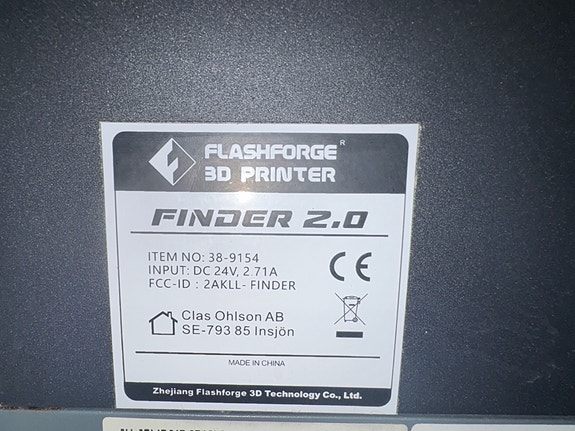 FLASHFORGE®
3D PRINTER
FINDER 2.0
ITEM NO: 38-9154
INPUT: DC 24V, 2.71A
FCC-ID : 2AKLL- FINDER
CE
Clas Ohlson AB
SE-793 85 Insjön
MADE IN CHINA
Zhejiang Flashforge 3D Technology Co., Ltd.